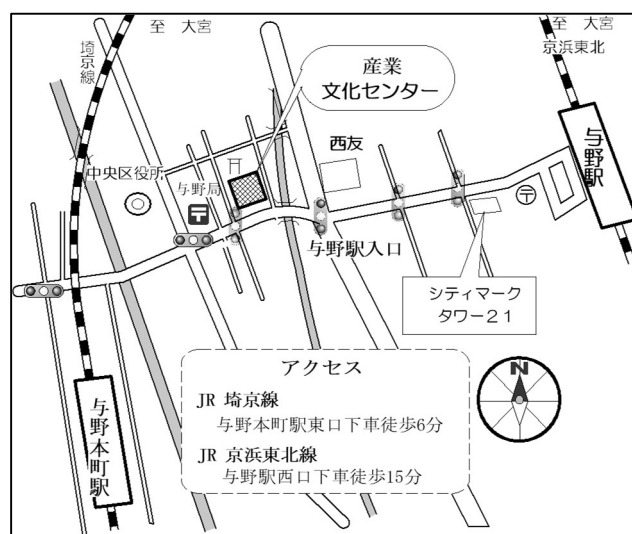 至 大宮
至 大宮
埼京線
京浜東北
産業
文化センター
西友
与野駅
中央区役所
与野局
〒
〒
与野駅入口
シティマーク
タワー21
N
アクセス
JR 埼京線
与野本町駅東口下車徒歩6分
JR 京浜東北線
与野駅西口下車徒歩15分
与野本町駅